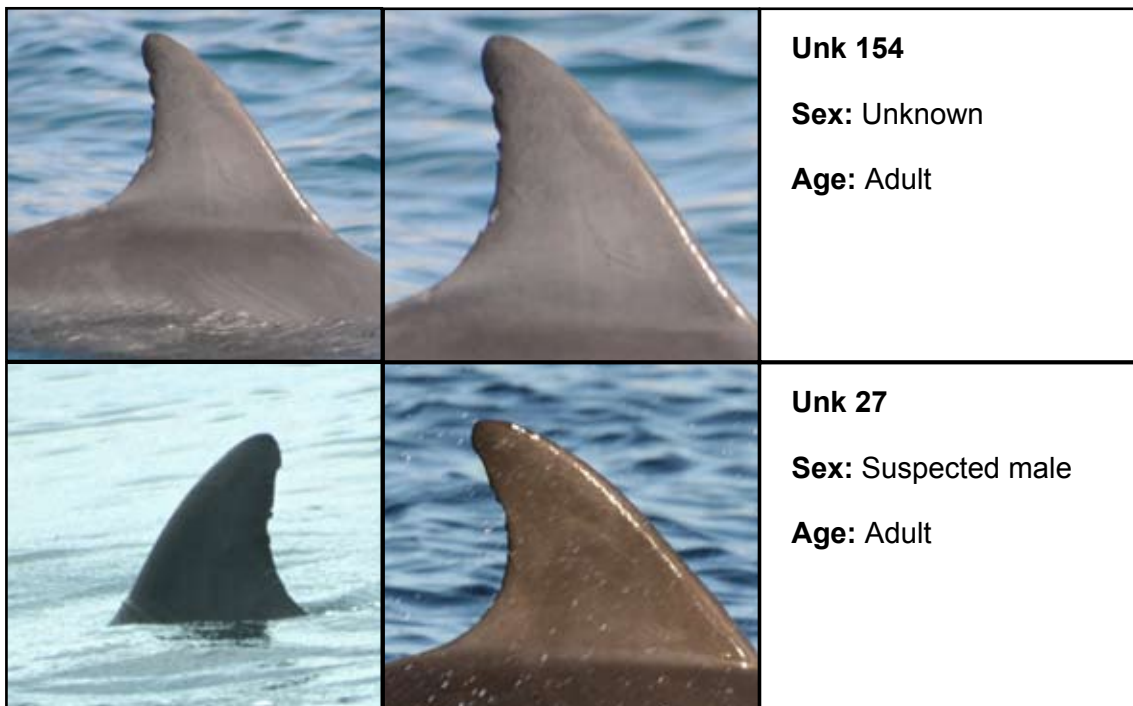 Unk 154
Sex: Unknown
Age: Adult
Unk 27
Sex: Suspected male
Age: Adult